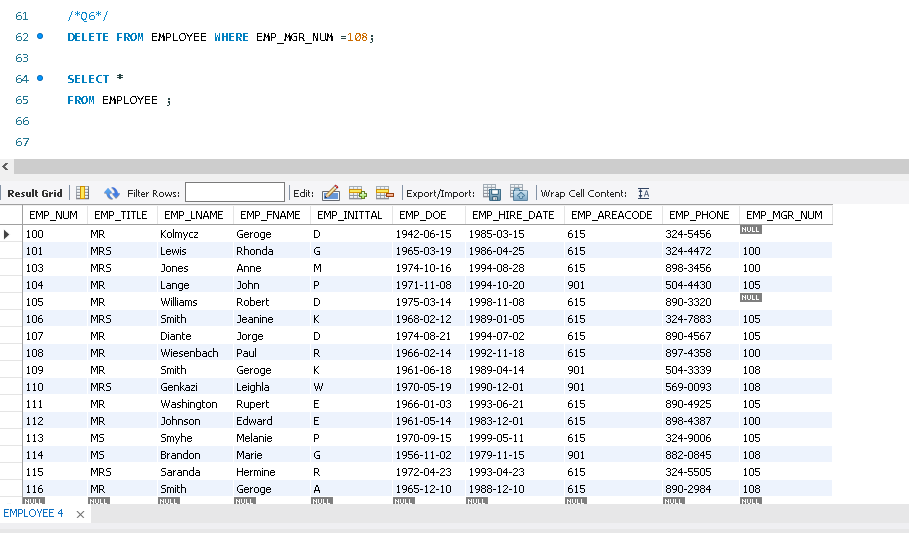 61 /*Q6*/
62 DELETE FROM EMPLOYEE WHERE EMP_MGR_NUM =108;
63
64 SELECT *
65 FROM EMPLOYEE ;
66
67
Result Grid Filter Rows: Edit: Export/Import: Wrap Cell Content: IA
EMP_NUM EMP_TITLE EMP_LNAME EMP_FNAME EMP_INITTAL EMP_DOE EMP_HIRE_DATE EMP_AREACODE EMP_PHONE EMP_MGR_NUM
100 MR Kolmycz Geroge D 1942-06-15 1985-03-15 615 324-5456 NULL
101 MRS Lewis Rhonda G 1965-03-19 1986-04-25 615 324-4472 100
103 MRS Jones Anne M 1974-10-16 1994-08-28 615 898-3456 100
104 MR Lange John P 1971-11-08 1994-10-20 901 504-4430 105
105 MR Williams Robert D 1975-03-14 1998-11-08 615 890-3320 NULL
106 MRS Smith Jeanine K 1968-02-12 1989-01-05 615 324-7883 105
107 MR Diante Jorge D 1974-08-21 1994-07-02 615 890-4567 105
108 MR Wiesenbach Paul R 1966-02-14 1992-11-18 615 897-4358 100
109 MR Smith Geroge K 1961-06-18 1989-04-14 901 504-3339 108
110 MRS Genkazi Leighla W 1970-05-19 1990-12-01 901 569-0093 108
111 MR Washington Rupert E 1966-01-03 1993-06-21 615 890-4925 105
112 MR Johnson Edward E 1961-05-14 1983-12-01 615 898-4387 100
113 MS Smyhe Melanie P 1970-09-15 1999-05-11 615 324-9006 105
114 MS Brandon Marie G 1956-11-02 1979-11-15 901 882-0845 108
115 MRS Saranda Hermine R 1972-04-23 1993-04-23 615 324-5505 105
116 MR Smith Geroge A 1965-12-10 1988-12-10 615 890-2984 108
NULL NULL NULL NULL NULL NULL NULL NULL NULL NULL
EMPLOYEE 4